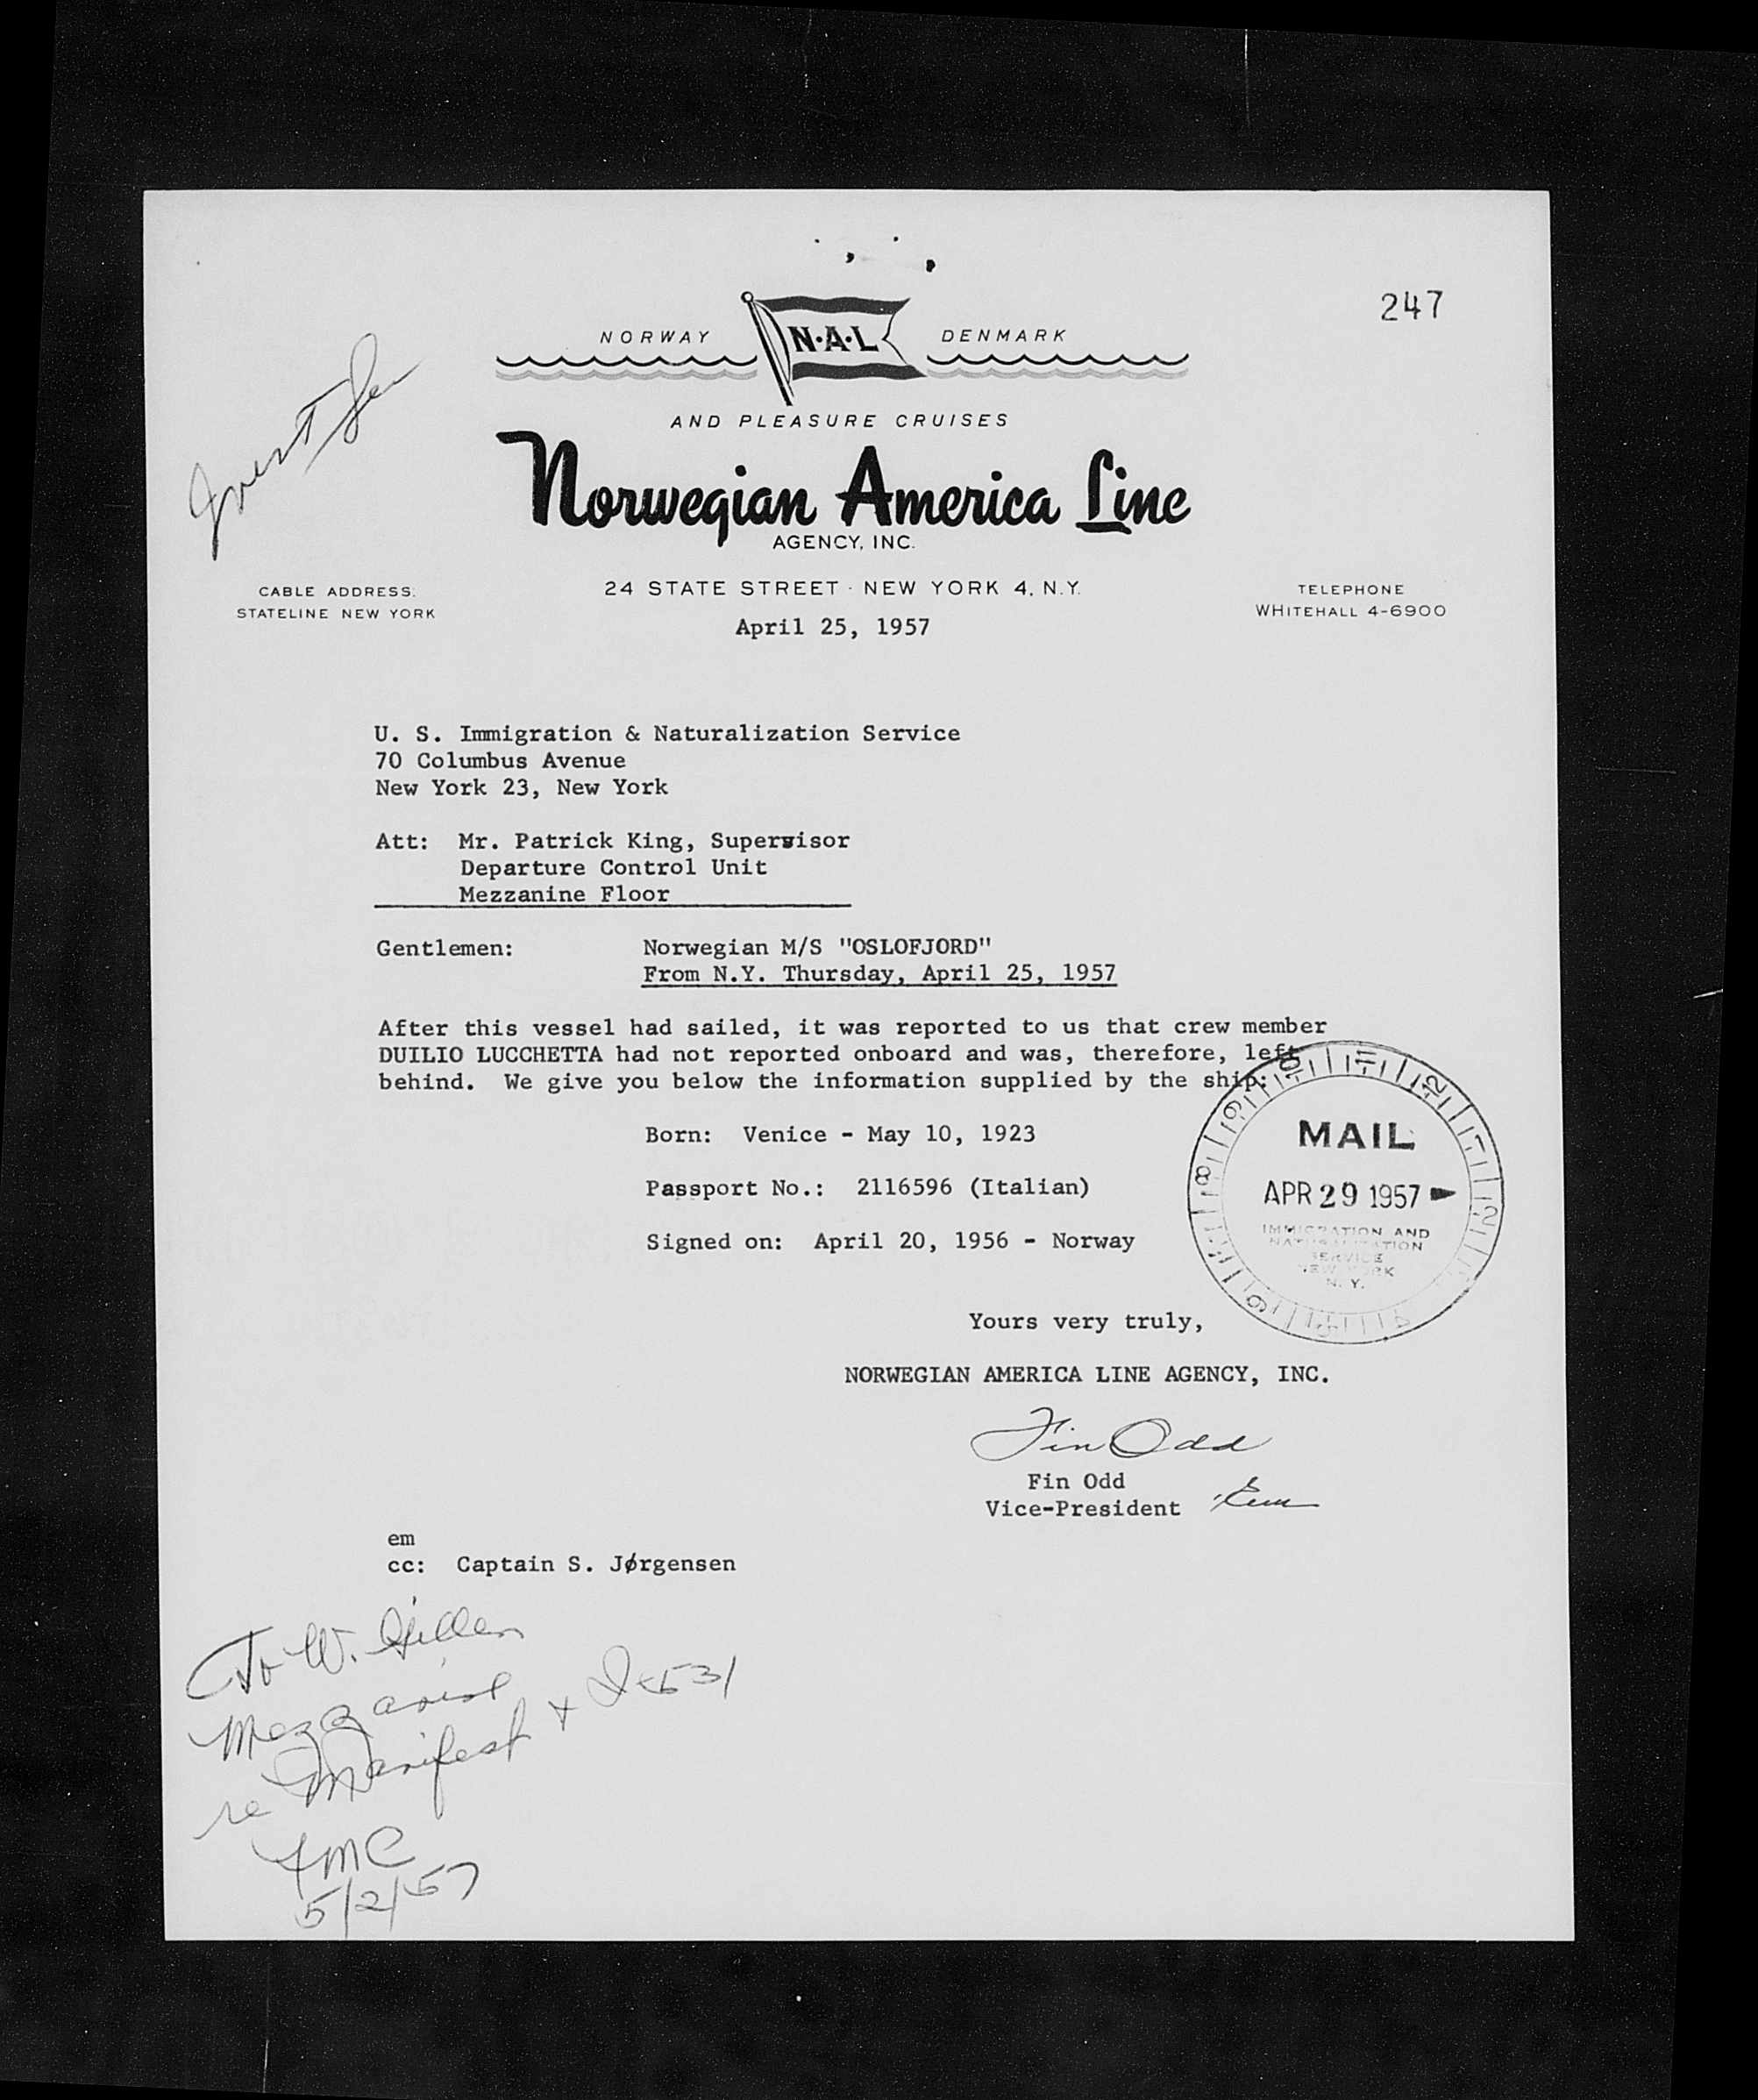 247
NORWAY N·A·L DENMARK
AND PLEASURE CRUISES
Norwegian America Line
AGENCY, INC.
CABLE ADDRESS:
STATELINE NEW YORK
24 STATE STREET · NEW YORK 4, N.Y.
TELEPHONE
WHITEHALL 4-6900
April 25, 1957
U. S. Immigration & Naturalization Service
70 Columbus Avenue
New York 23, New York
Att: Mr. Patrick King, Supervisor
Departure Control Unit
Mezzanine Floor
Gentlemen: Norwegian M/S "OSLOFJORD"
From N.Y. Thursday, April 25, 1957
After this vessel had sailed, it was reported to us that crew member
DUILIO LUCCHETTA had not reported onboard and was, therefore, left
behind. We give you below the information supplied by the ship:
Born: Venice - May 10, 1923
Passport No.: 2116596 (Italian)
Signed on: April 20, 1956 - Norway
MAIL
APR 29 1957
IMMIGRATION AND
NATURALIZATION
SERVICE
NEW YORK
N. Y.
Yours very truly,
NORWEGIAN AMERICA LINE AGENCY, INC.
Fin Odd
Fin Odd
Vice-President
em
cc: Captain S. Jørgensen
To W. Gillen
Mezzanine
re Manifest +
5/2/57